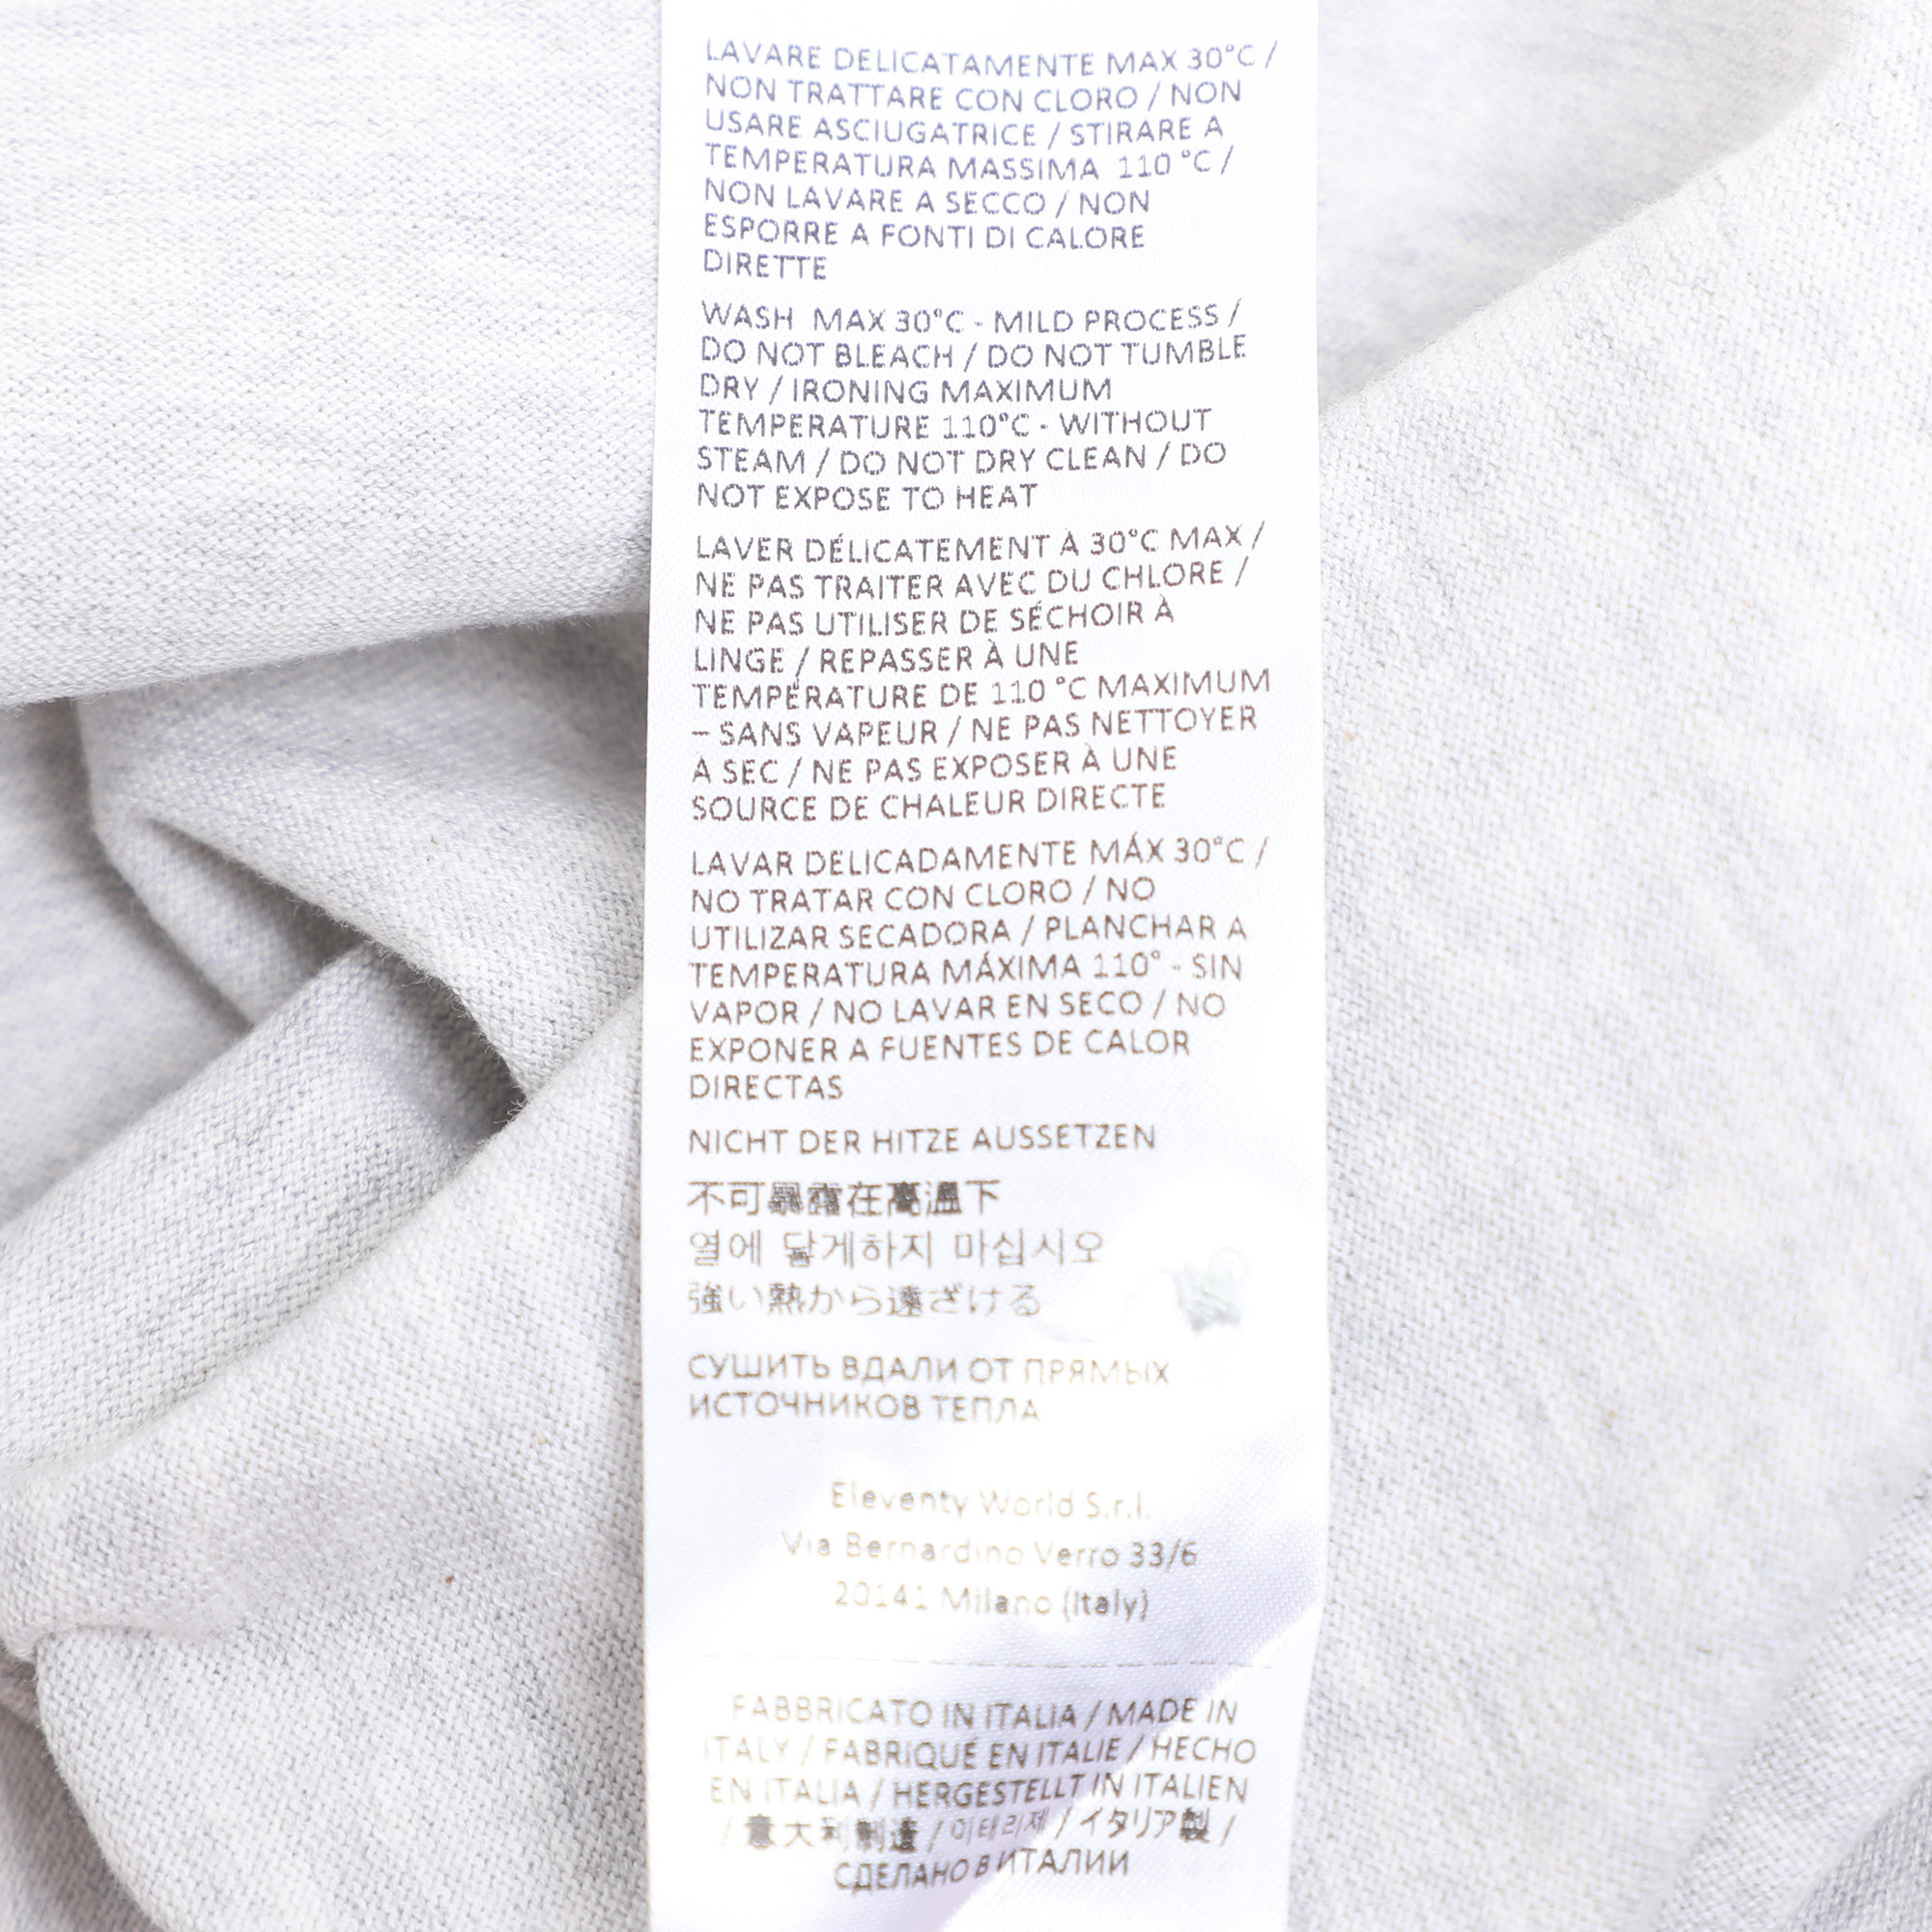 LAVARE DELICATAMENTE MAX 30°C /
NON TRATTARE CON CLORO / NON
USARE ASCIUGATRICE / STIRARE A
TEMPERATURA MASSIMA 110 °C /
NON LAVARE A SECCO / NON
ESPORRE A FONTI DI CALORE
DIRETTE
WASH MAX 30°C - MILD PROCESS /
DO NOT BLEACH / DO NOT TUMBLE
DRY / IRONING MAXIMUM
TEMPERATURE 110°C - WITHOUT
STEAM / DO NOT DRY CLEAN / DO
NOT EXPOSE TO HEAT
LAVER DÉLICATEMENT À 30°C MAX /
NE PAS TRAITER AVEC DU CHLORE /
NE PAS UTILISER DE SÉCHOIR À
LINGE / REPASSER À UNE
TEMPÉRATURE DE 110 °C MAXIMUM
– SANS VAPEUR / NE PAS NETTOYER
À SEC / NE PAS EXPOSER À UNE
SOURCE DE CHALEUR DIRECTE
LAVAR DELICADAMENTE MÁX 30°C /
NO TRATAR CON CLORO / NO
UTILIZAR SECADORA / PLANCHAR A
TEMPERATURA MÁXIMA 110° - SIN
VAPOR / NO LAVAR EN SECO / NO
EXPONER A FUENTES DE CALOR
DIRECTAS
NICHT DER HITZE AUSSETZEN
不可暴露在高溫下
열에 닿게하지 마십시오
強い熱から遠ざける
СУШИТЬ ВДАЛИ ОТ ПРЯМЫХ
ИСТОЧНИКОВ ТЕПЛА
Eleventy World S.r.l.
Via Bernardino Verro 33/6
20141 Milano (Italy)
FABBRICATO IN ITALIA / MADE IN
ITALY / FABRIQUÉ EN ITALIE / HECHO
EN ITALIA / HERGESTELLT IN ITALIEN
/ 意大利制造 / 이태리제 / イタリア製 /
СДЕЛАНО В ИТАЛИИ